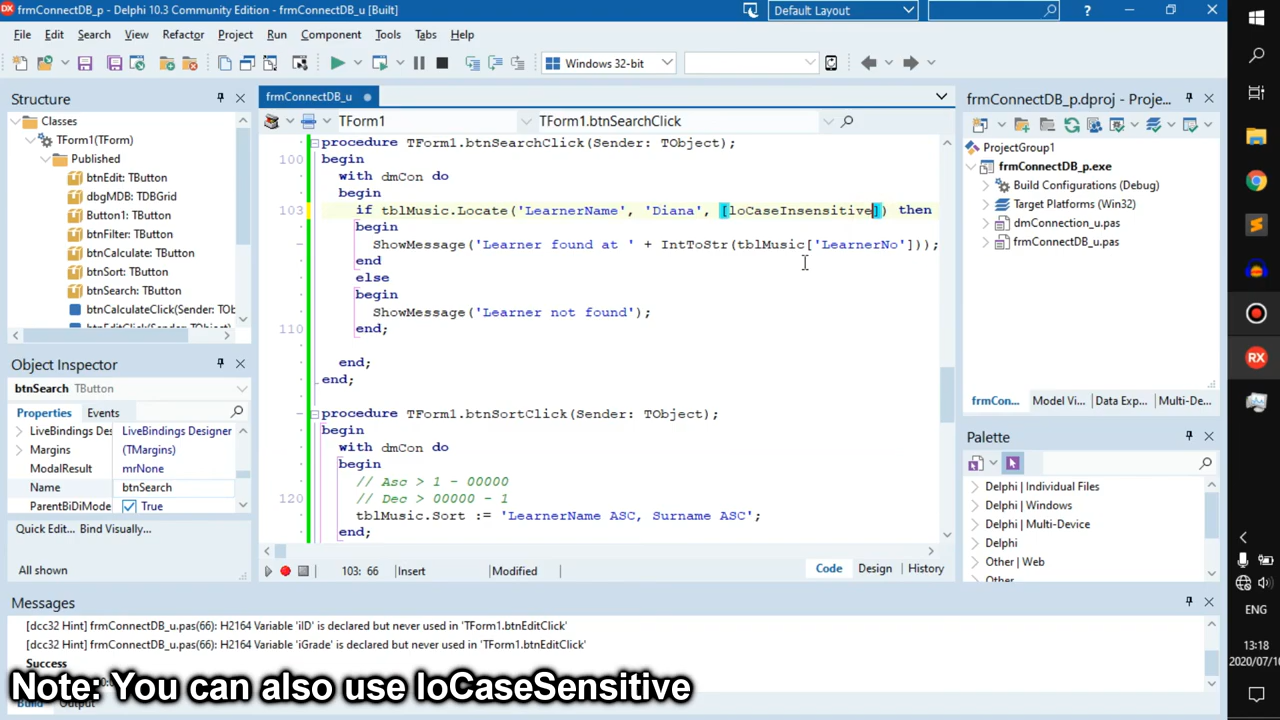 frmConnectDB_p - Delphi 10.3 Community Edition - frmConnectDB_u [Built]
Default Layout
File Edit Search View Refactor Project Run Component Tools Tabs Help
Windows 32-bit
Structure
Classes
TForm1(TForm)
Published
btnEdit: TButton
dbgMDB: TDBGrid
Button1: TButton
btnFilter: TButton
btnCalculate: TButton
btnSort: TButton
btnSearch: TButton
btnCalculateClick(Sender: TOb
Object Inspector
btnSearch TButton
Properties Events
LiveBindings Des LiveBindings Designer
Margins (TMargins)
ModalResult mrNone
Name btnSearch
ParentBiDiMode True
Quick Edit... Bind Visually...
All shown
frmConnectDB_u
TForm1 TForm1.btnSearchClick
procedure TForm1.btnSearchClick(Sender: TObject);
100 begin
with dmCon do
begin
103 if tblMusic.Locate('LearnerName', 'Diana', [loCaseInsensitive]) then
begin
ShowMessage('Learner found at ' + IntToStr(tblMusic['LearnerNo']));
end
else
begin
ShowMessage('Learner not found');
110 end;
end;
end;
procedure TForm1.btnSortClick(Sender: TObject);
begin
with dmCon do
begin
// Asc > 1 - 00000
120 // Dec > 00000 - 1
tblMusic.Sort := 'LearnerName ASC, Surname ASC';
end;
103: 66 Insert Modified Code Design History
frmConnectDB_p.dproj - Proje...
ProjectGroup1
frmConnectDB_p.exe
Build Configurations (Debug)
Target Platforms (Win32)
dmConnection_u.pas
frmConnectDB_u.pas
frmCon... Model Vi... Data Exp... Multi-De...
Palette
Delphi | Individual Files
Delphi | Windows
Delphi | Multi-Device
Delphi
Other | Web
Other
Messages
[dcc32 Hint] frmConnectDB_u.pas(66): H2164 Variable 'iID' is declared but never used in 'TForm1.btnEditClick'
[dcc32 Hint] frmConnectDB_u.pas(66): H2164 Variable 'iGrade' is declared but never used in 'TForm1.btnEditClick'
Success
Note: You can also use loCaseSensitive
Build Output
ENG
13:18
2020/07/10